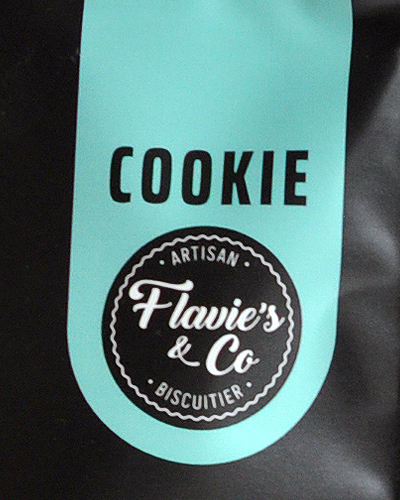 COOKIE
· ARTISAN ·
Flavie's
& Co
· BISCUITIER ·